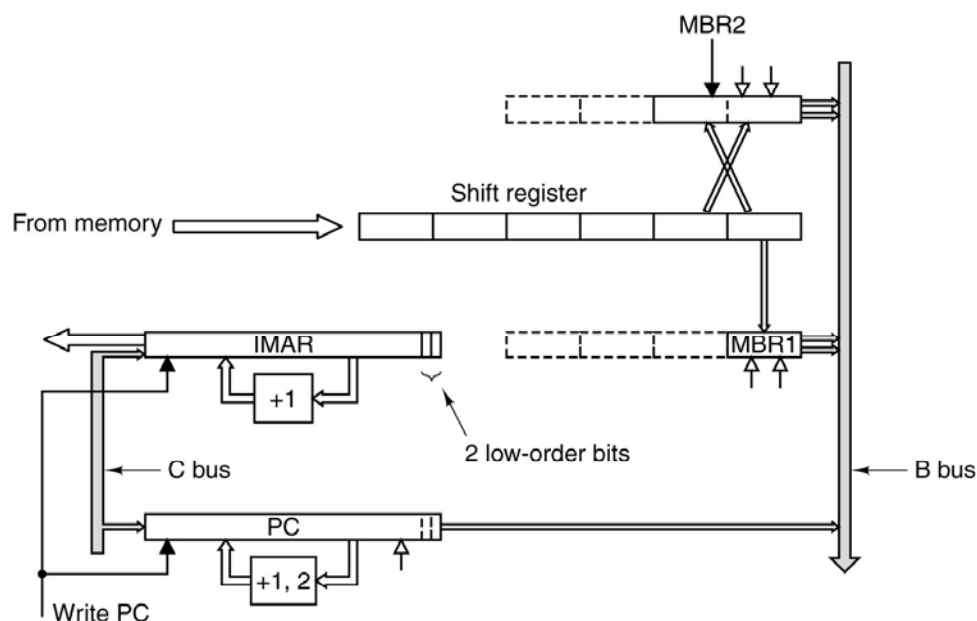 MBR2
Shift register
From memory
IMAR
MBR1
+1
2 low-order bits
C bus
B bus
PC
+1, 2
Write PC